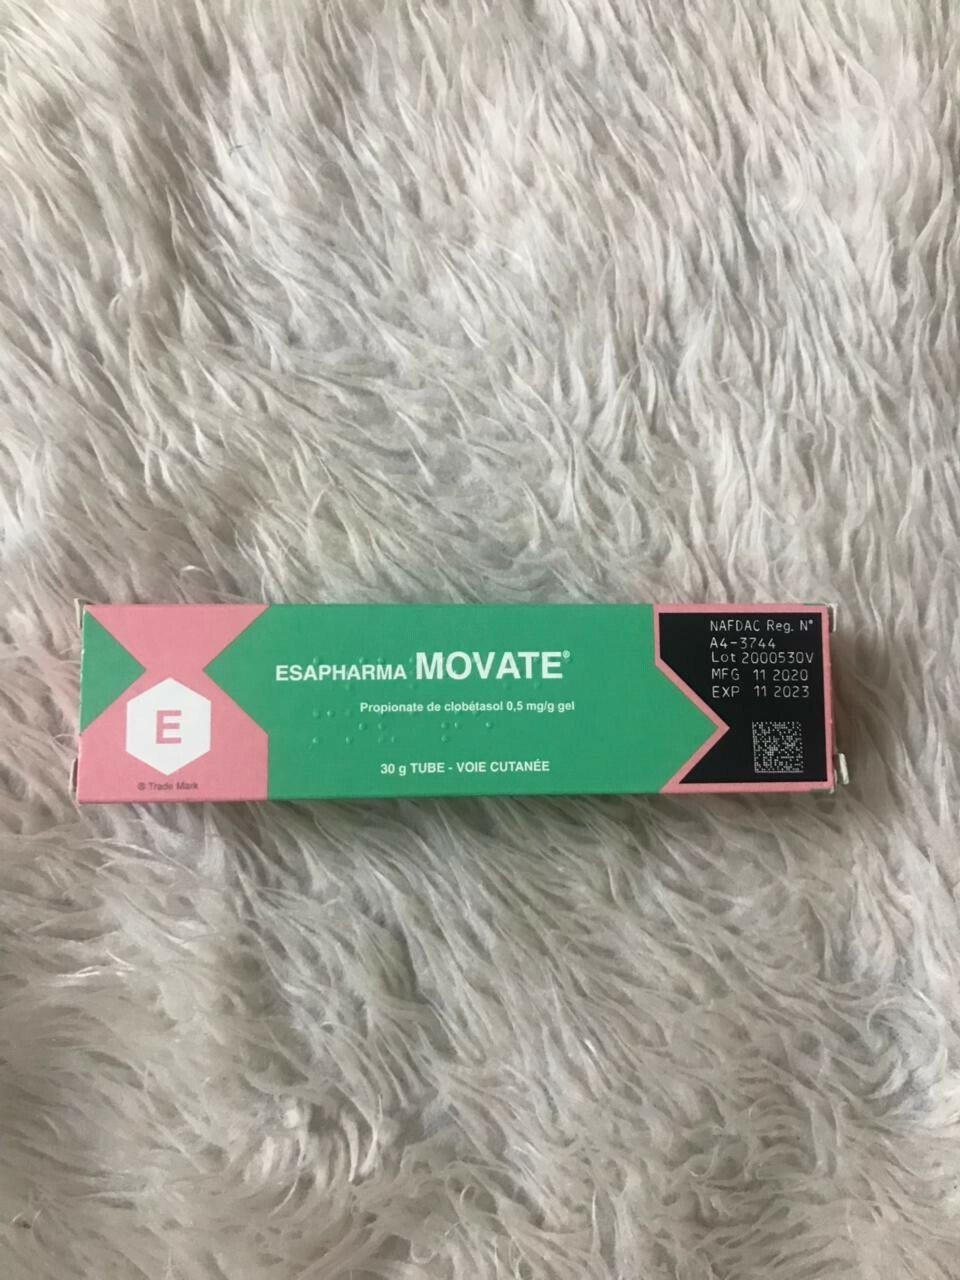 ESAPHARMA MOVATE®
Propionate de clobétasol 0,5 mg/g gel
30 g TUBE - VOIE CUTANÉE
E
® Trade Mark
NAFDAC Reg. N°
A4-3744
Lot 2000530V
MFG 11 2020
EXP 11 2023